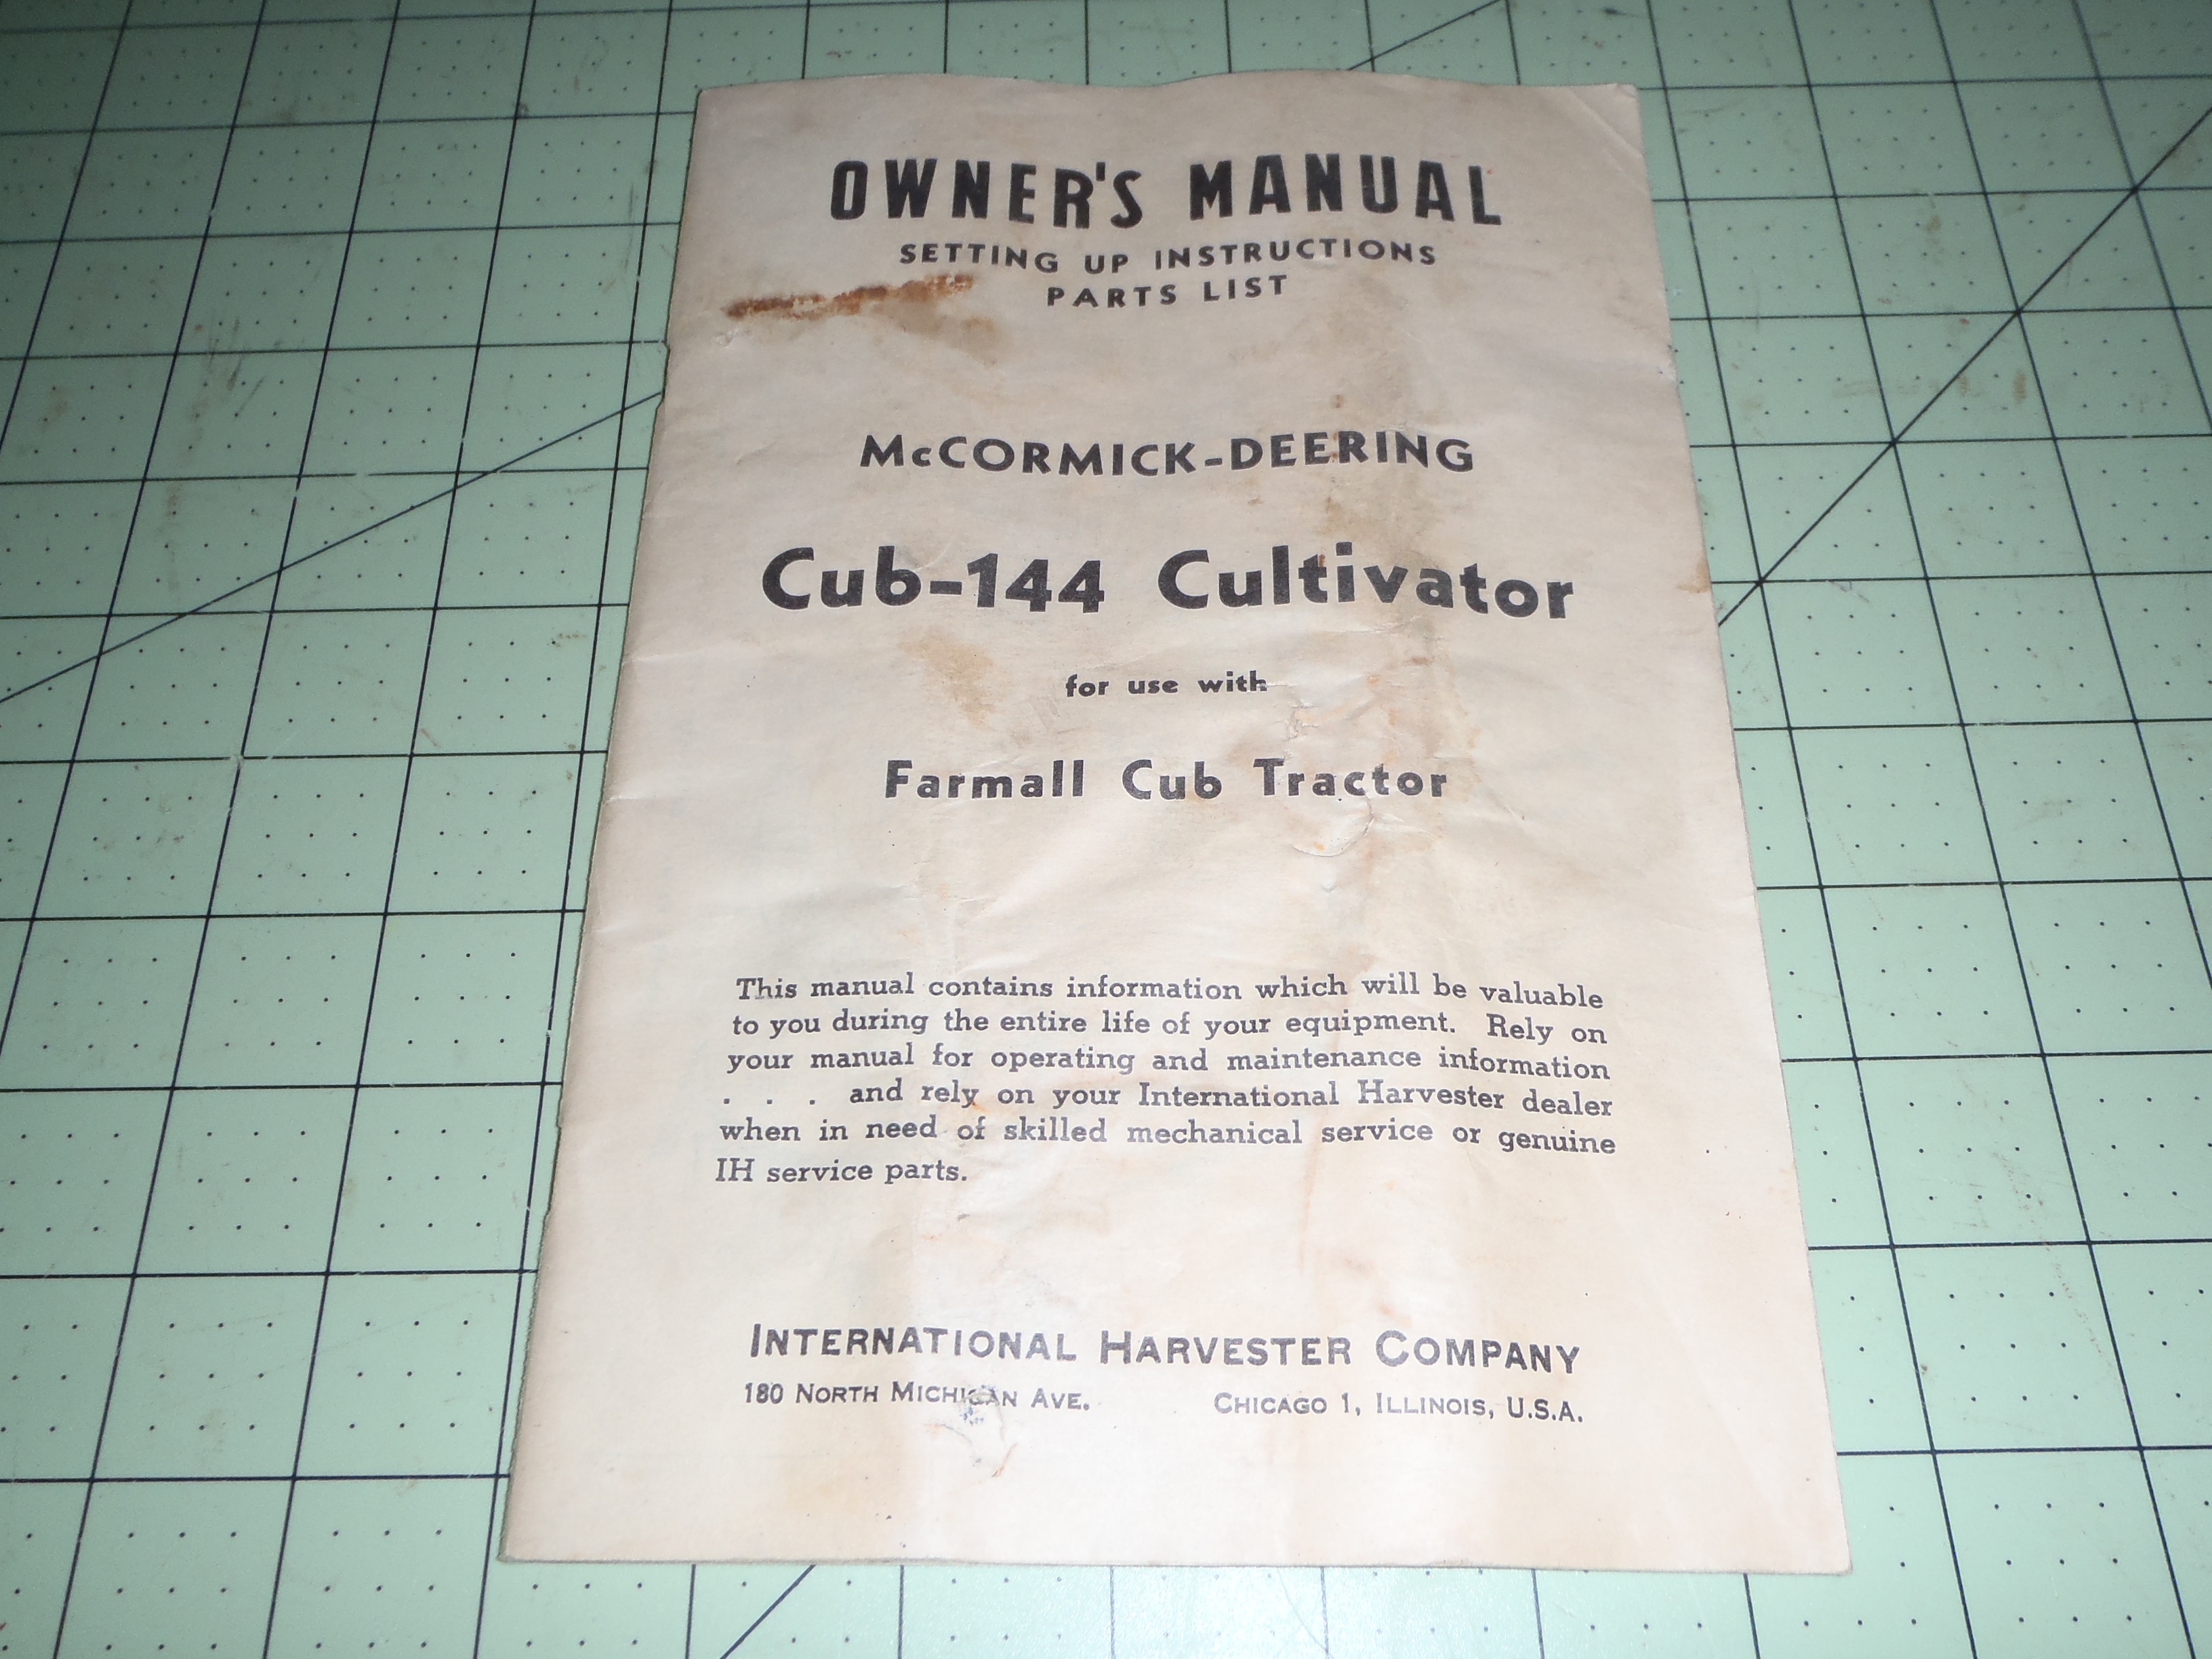 OWNER'S MANUAL
SETTING UP INSTRUCTIONS
PARTS LIST
McCORMICK-DEERING
Cub-144 Cultivator
for use with
Farmall Cub Tractor
This manual contains information which will be valuable
to you during the entire life of your equipment. Rely on
your manual for operating and maintenance information
. . . and rely on your International Harvester dealer
when in need of skilled mechanical service or genuine
IH service parts.
INTERNATIONAL HARVESTER COMPANY
180 NORTH MICHIGAN AVE. CHICAGO 1, ILLINOIS, U.S.A.